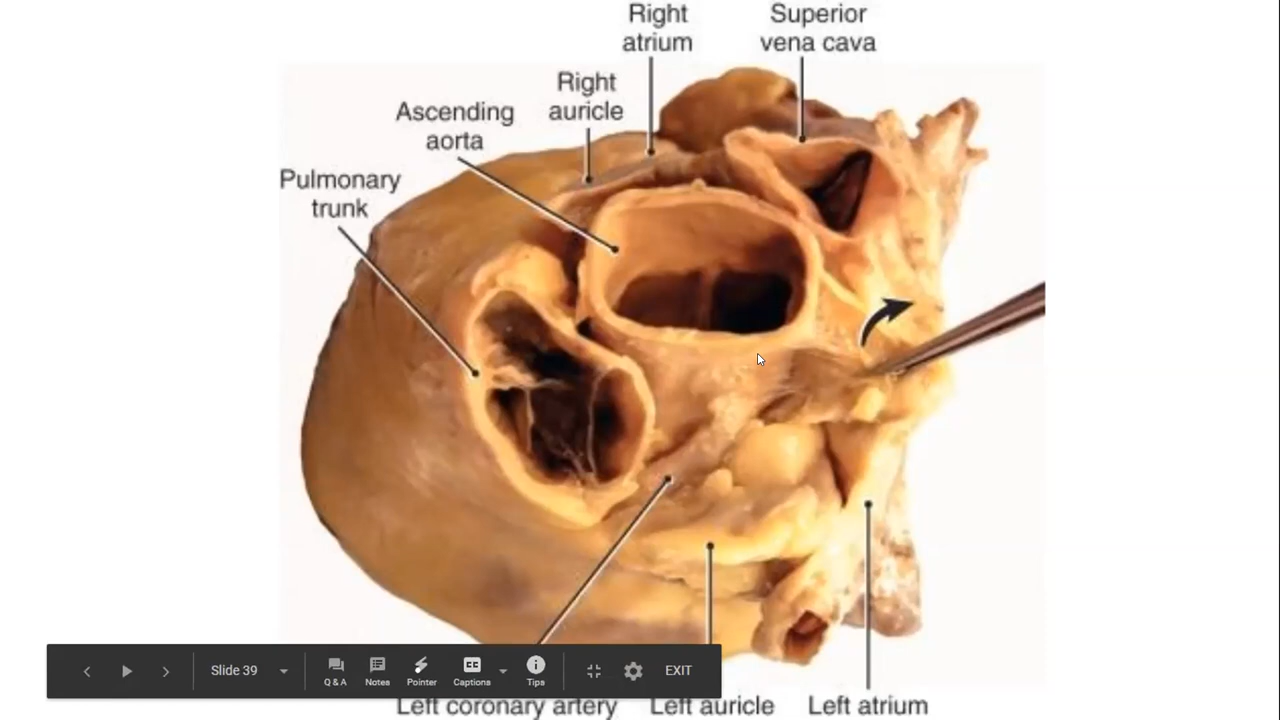 Right
atrium
Superior
vena cava
Right
auricle
Ascending
aorta
Pulmonary
trunk
Slide 39
Q & A
Notes
Pointer
Captions
Tips
EXIT
Left coronary artery
Left auricle
Left atrium